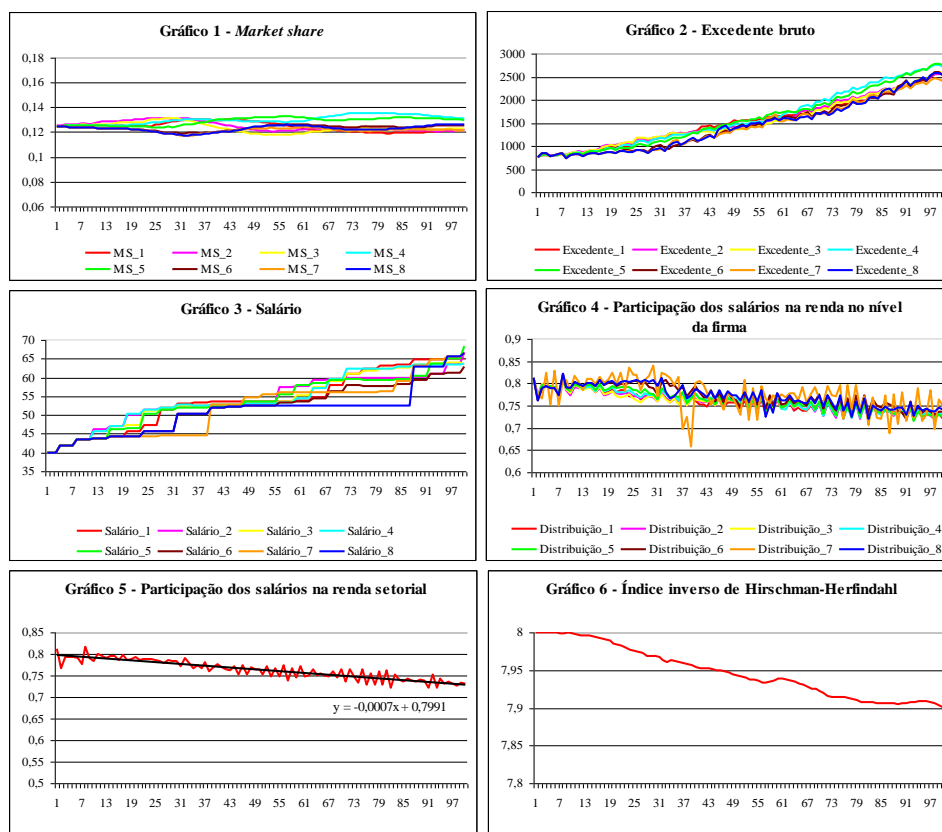 Gráfico 1 - Market share
0,18
0,16
0,14
0,12
0,1
0,08
0,06
1 7 13 19 25 31 37 43 49 55 61 67 73 79 85 91 97
MS_1 MS_2 MS_3 MS_4
MS_5 MS_6 MS_7 MS_8
Gráfico 2 - Excedente bruto
3000
2500
2000
1500
1000
500
0
1 7 13 19 25 31 37 43 49 55 61 67 73 79 85 91 97
Excedente_1 Excedente_2 Excedente_3 Excedente_4
Excedente_5 Excedente_6 Excedente_7 Excedente_8
Gráfico 3 - Salário
70
65
60
55
50
45
40
35
1 7 13 19 25 31 37 43 49 55 61 67 73 79 85 91 97
Salário_1 Salário_2 Salário_3 Salário_4
Salário_5 Salário_6 Salário_7 Salário_8
Gráfico 4 - Participação dos salários na renda no nível
da firma
0,9
0,85
0,8
0,75
0,7
0,65
0,6
1 7 13 19 25 31 37 43 49 55 61 67 73 79 85 91 97
Distribuição_1 Distribuição_2 Distribuição_3 Distribuição_4
Distribuição_5 Distribuição_6 Distribuição_7 Distribuição_8
Gráfico 5 - Participação dos salários na renda setorial
0,85
0,8
0,75
0,7
0,65
0,6
0,55
0,5
y = -0,0007x + 0,7991
1 7 13 19 25 31 37 43 49 55 61 67 73 79 85 91 97
Gráfico 6 - Índice inverso de Hirschman-Herfindahl
8
7,95
7,9
7,85
7,8
1 7 13 19 25 31 37 43 49 55 61 67 73 79 85 91 97